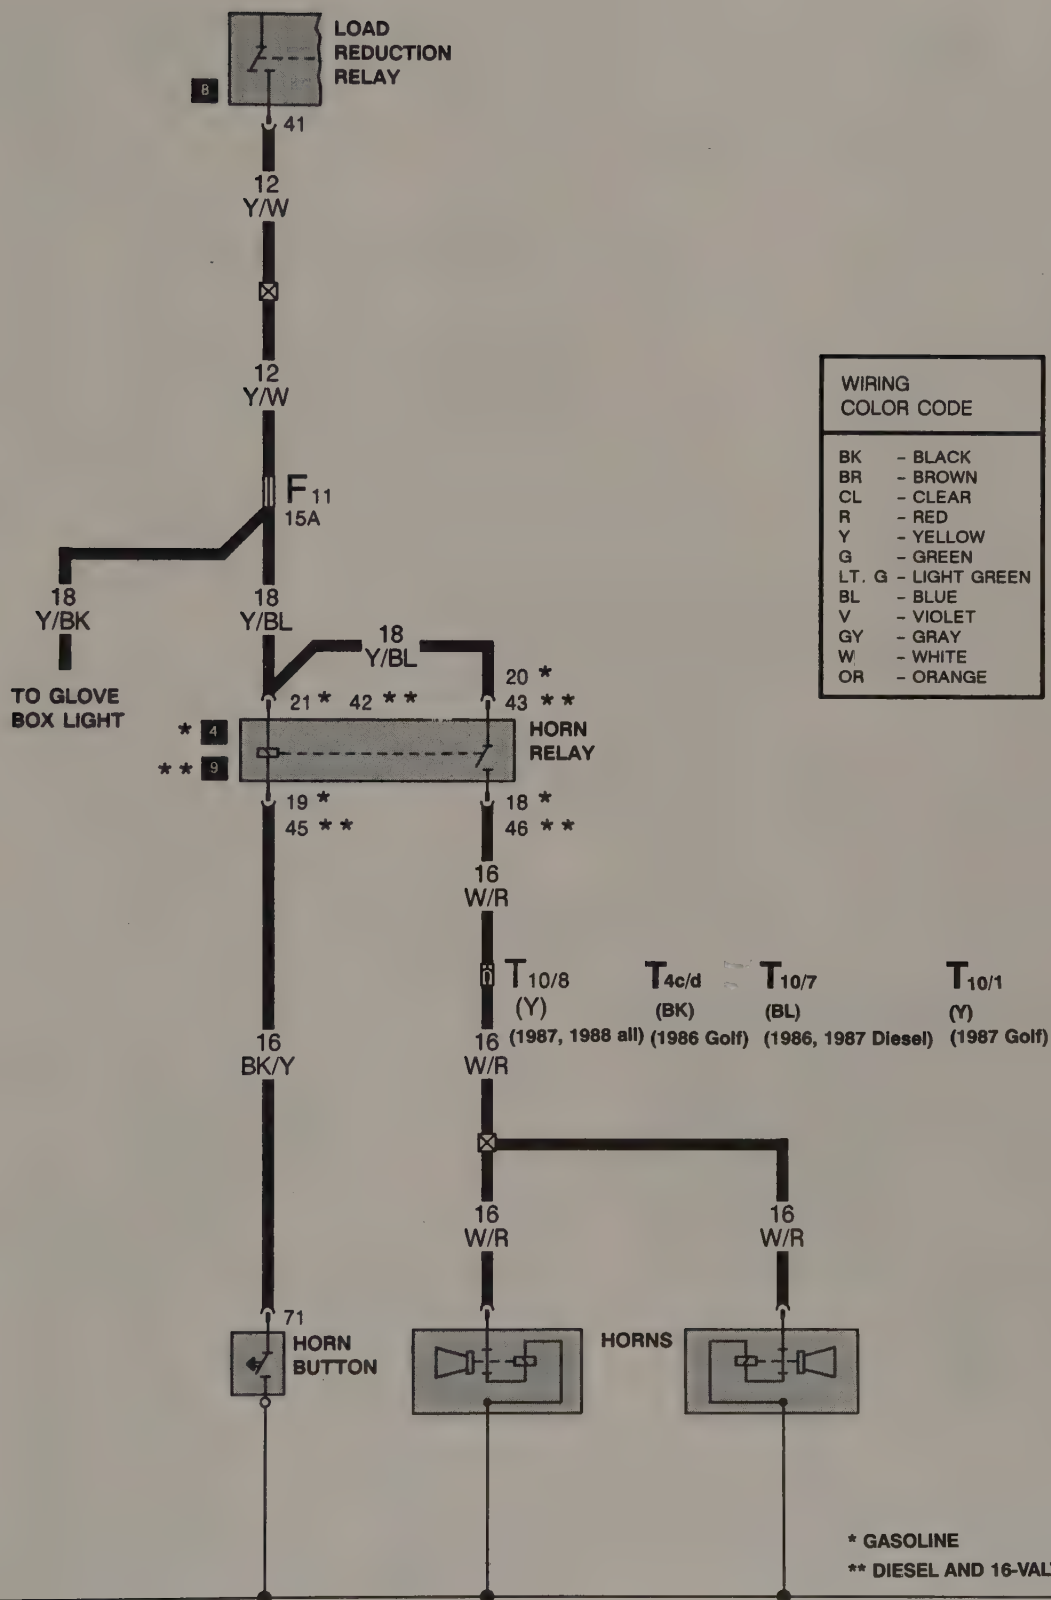 LOAD
REDUCTION
RELAY
8
41
12
Y/W
12
Y/W
F11
15A
18
Y/BK
18
Y/BL
18
Y/BL
TO GLOVE
BOX LIGHT
21 * 42 * *
20 *
43 * *
* 4
* * 9
HORN
RELAY
19 *
45 * *
18 *
46 * *
16
W/R
T10/8
(Y)
(1987, 1988 all)
T4c/d
(BK)
(1986 Golf)
T10/7
(BL)
(1986, 1987 Diesel)
T10/1
(Y)
(1987 Golf)
16
BK/Y
16
W/R
16
W/R
16
W/R
71
HORN
BUTTON
HORNS
WIRING
COLOR CODE
BK - BLACK
BR - BROWN
CL - CLEAR
R - RED
Y - YELLOW
G - GREEN
LT. G - LIGHT GREEN
BL - BLUE
V - VIOLET
GY - GRAY
W - WHITE
OR - ORANGE
* GASOLINE
** DIESEL AND 16-VAL